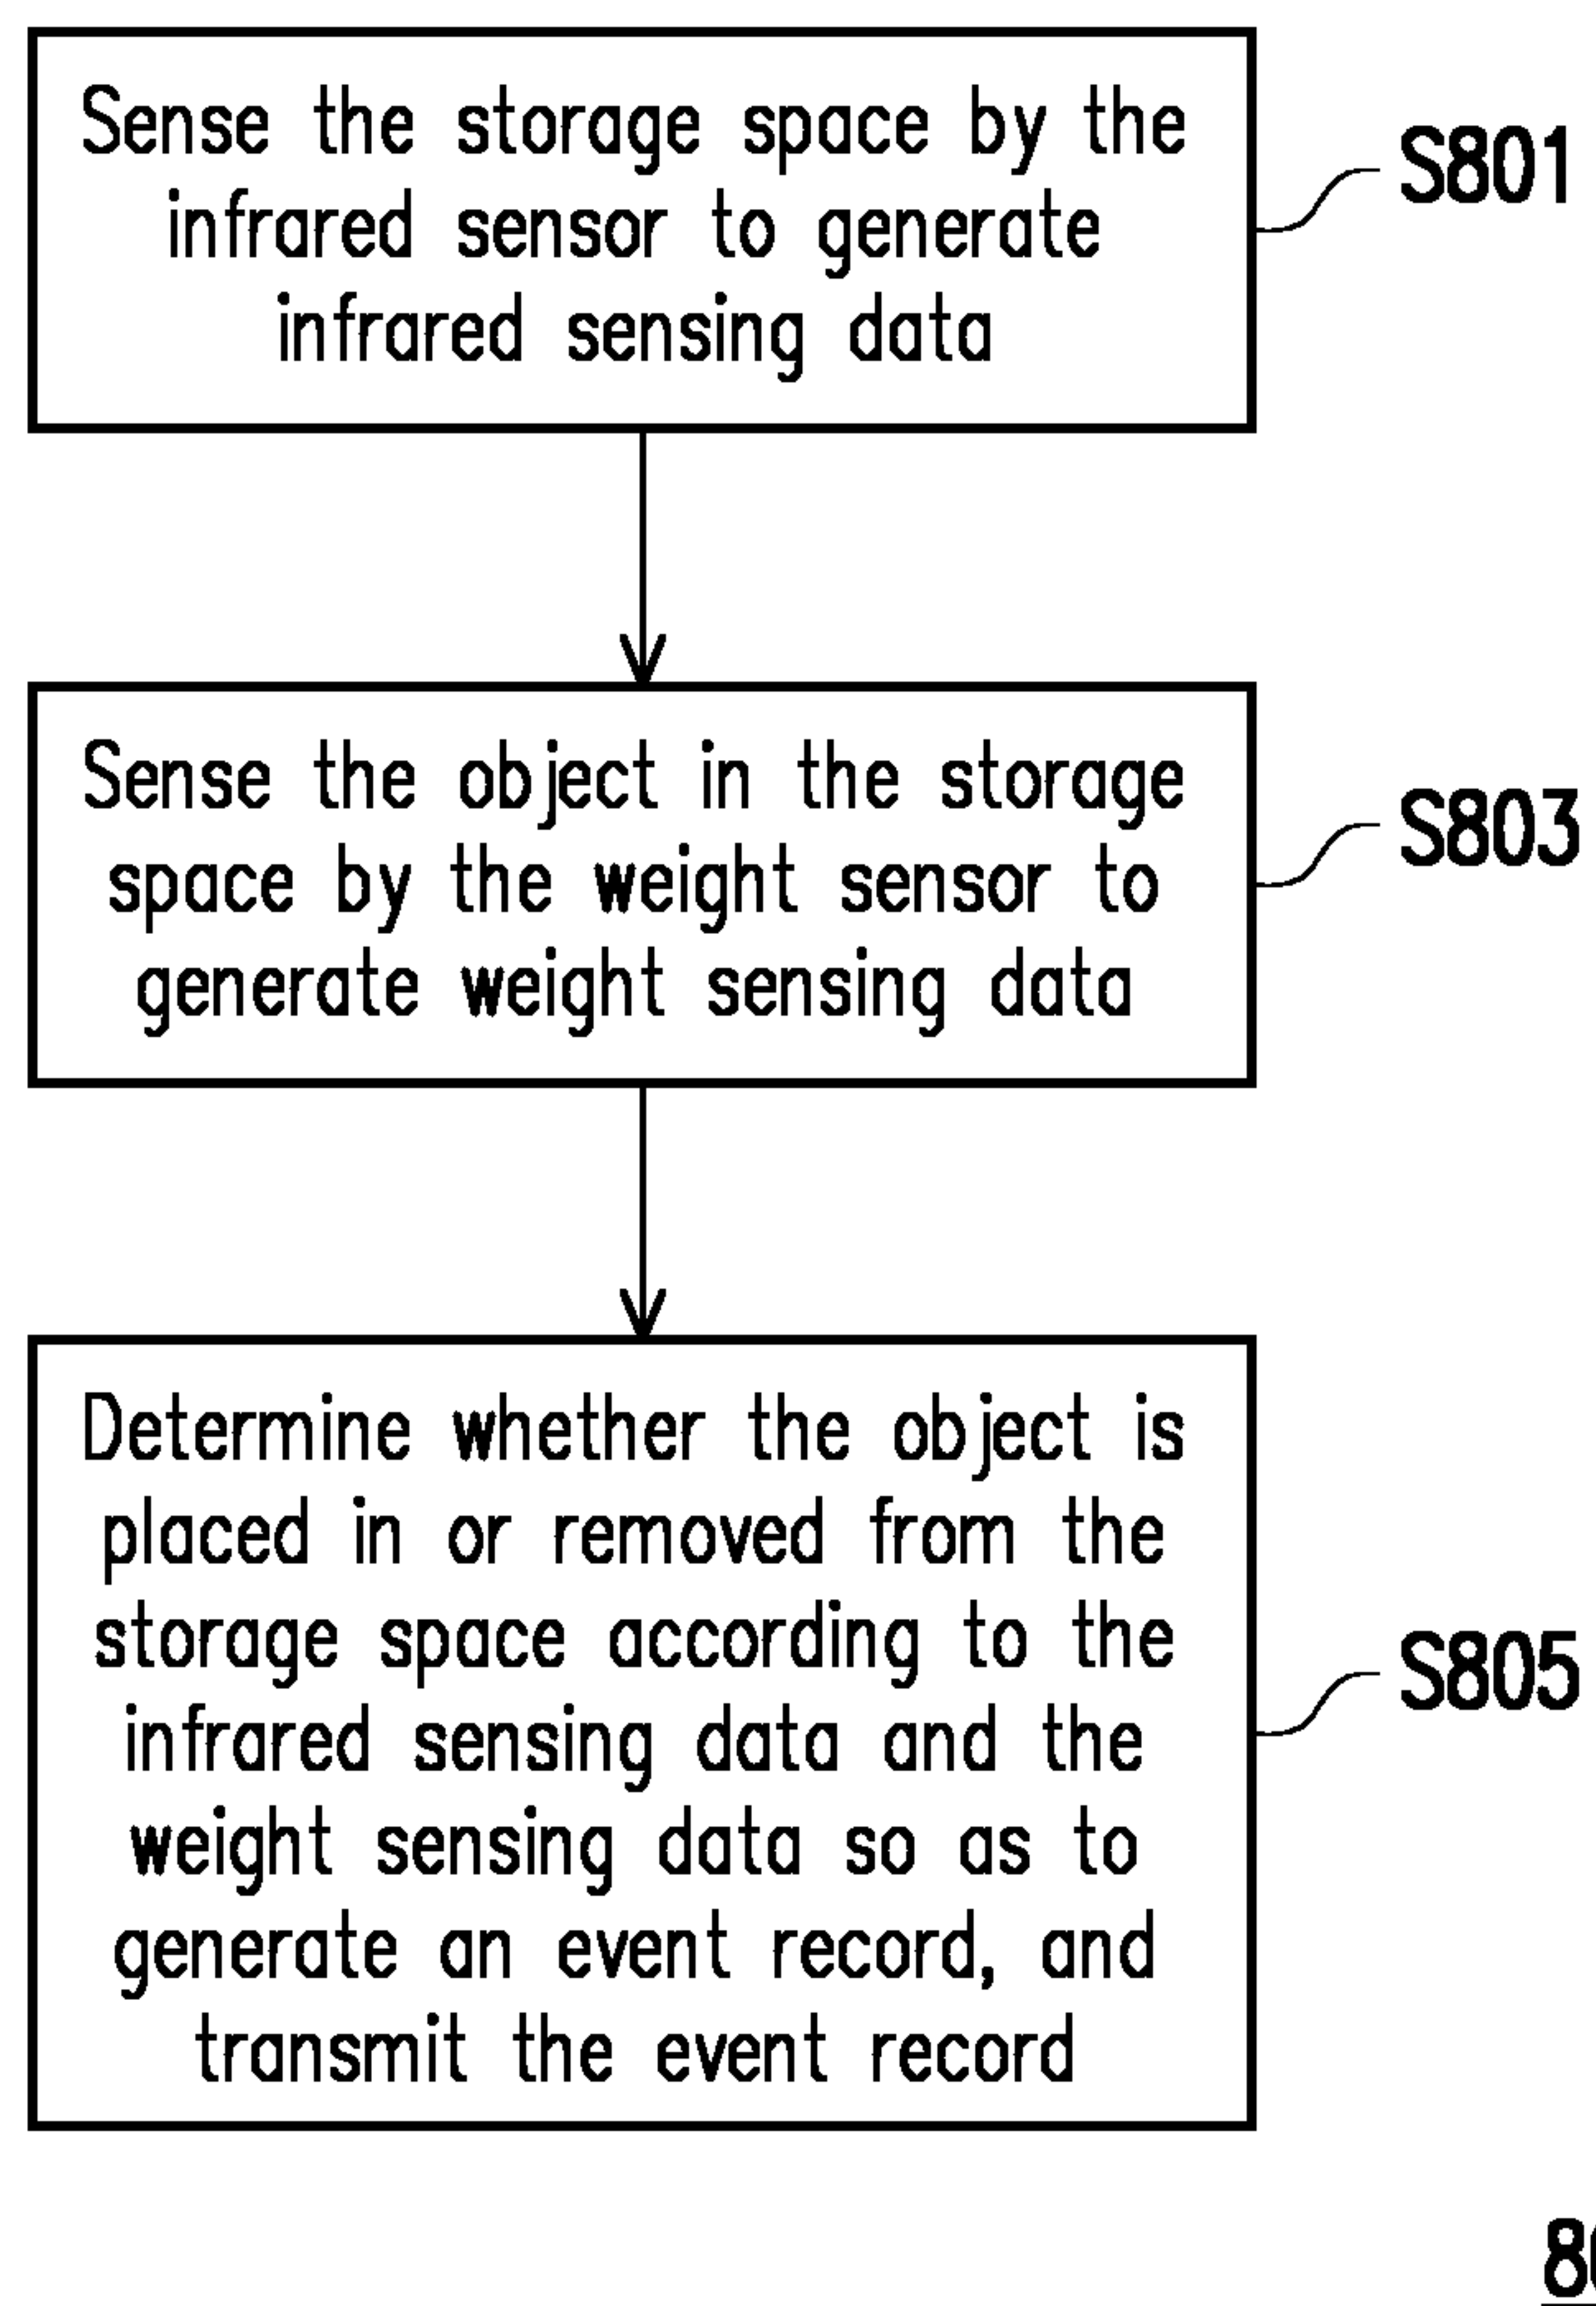 Sense the storage space by the
infrared sensor to generate
infrared sensing data
S801
Sense the object in the storage
space by the weight sensor to
generate weight sensing data
S803
Determine whether the object is
placed in or removed from the
storage space according to the
infrared sensing data and the
weight sensing data so as to
generate an event record, and
transmit the event record
S805